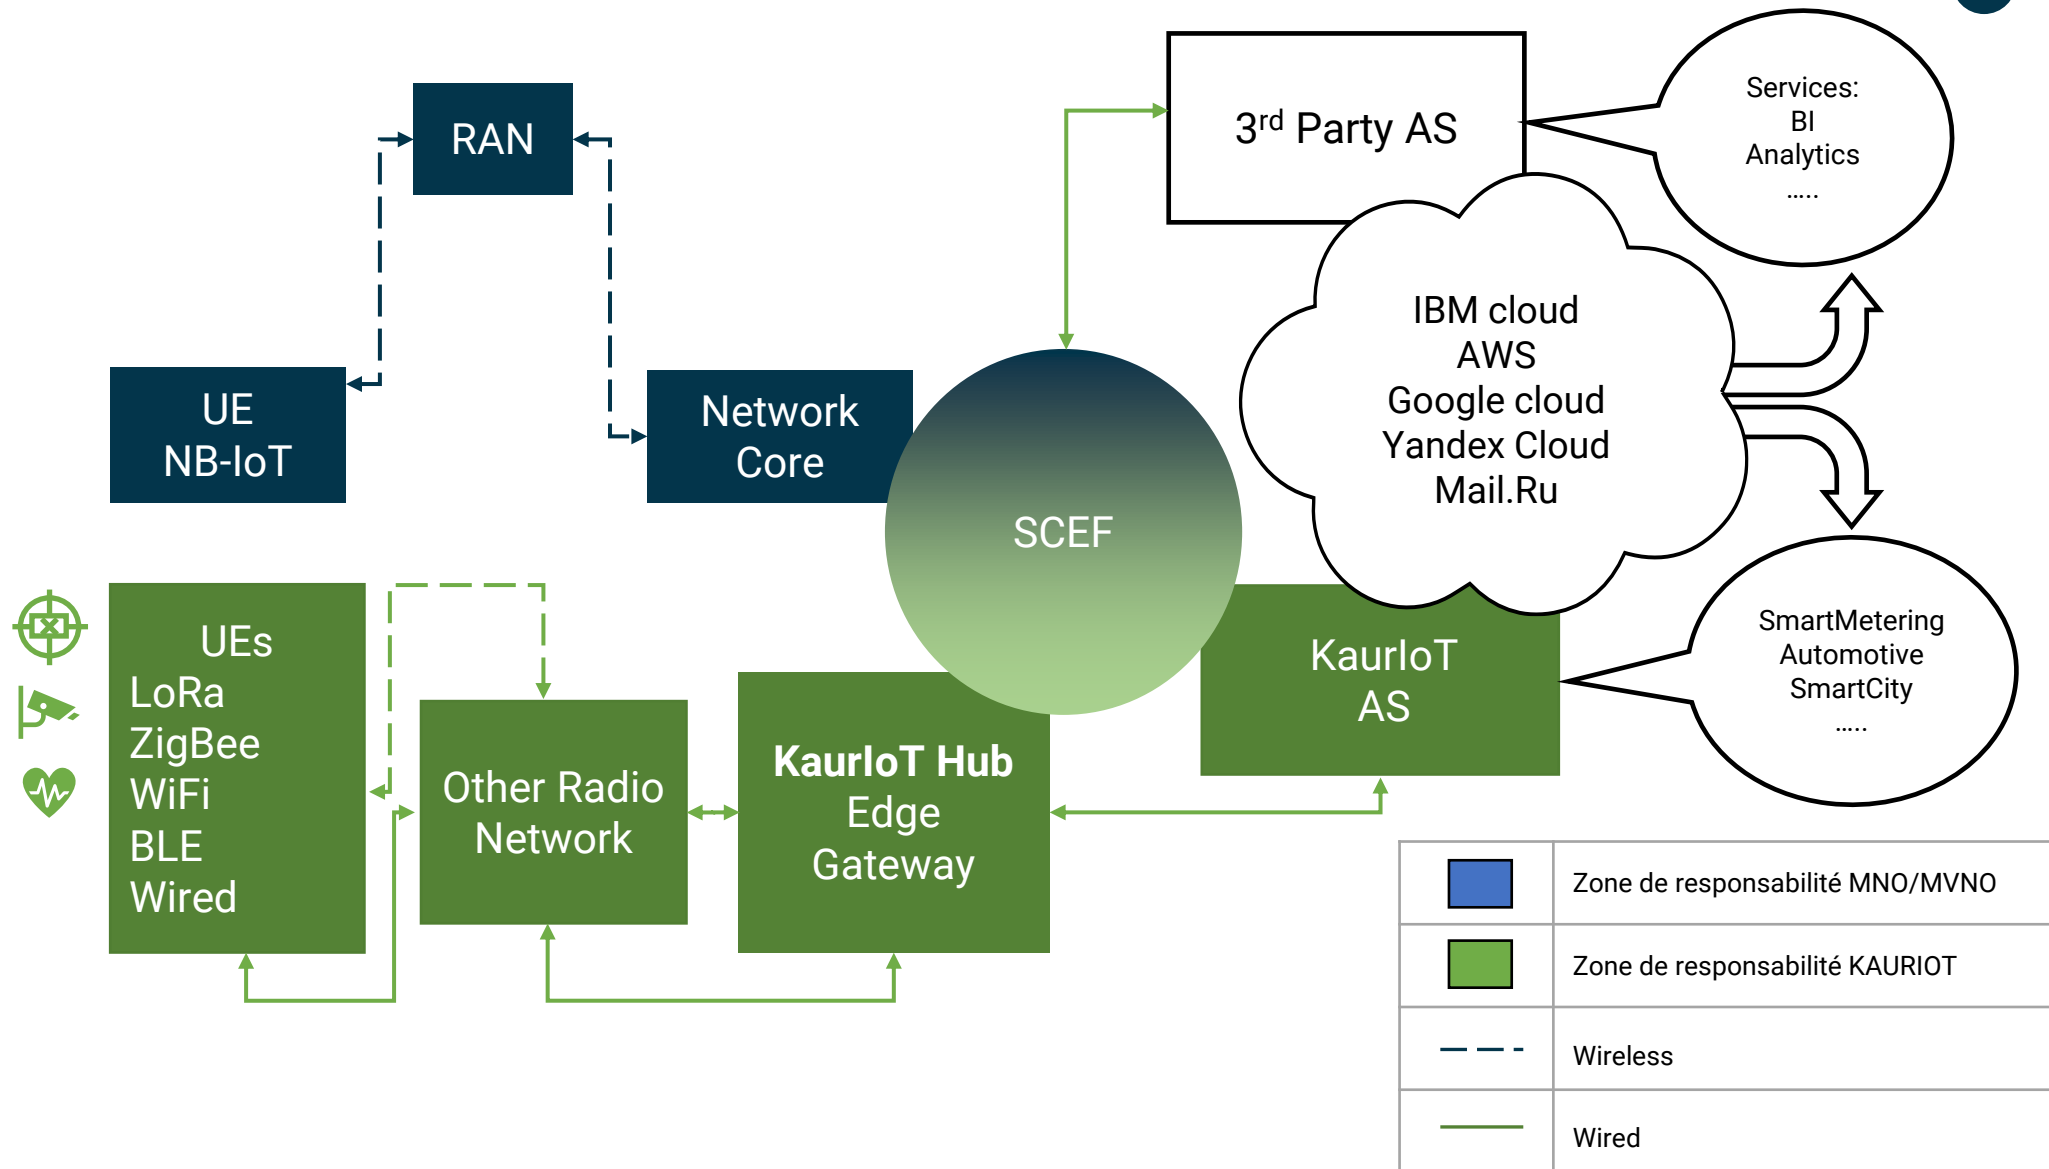 RAN
3rd Party AS
Services:
BI
Analytics
.....
UE
NB-IoT
Network
Core
IBM cloud
AWS
Google cloud
Yandex Cloud
Mail.Ru
SCEF
UEs
LoRa
ZigBee
WiFi
BLE
Wired
Other Radio
Network
KaurIoT Hub
Edge
Gateway
KaurIoT
AS
SmartMetering
Automotive
SmartCity
.....
Zone de responsabilité MNO/MVNO
Zone de responsabilité KAURIOT
Wireless
Wired